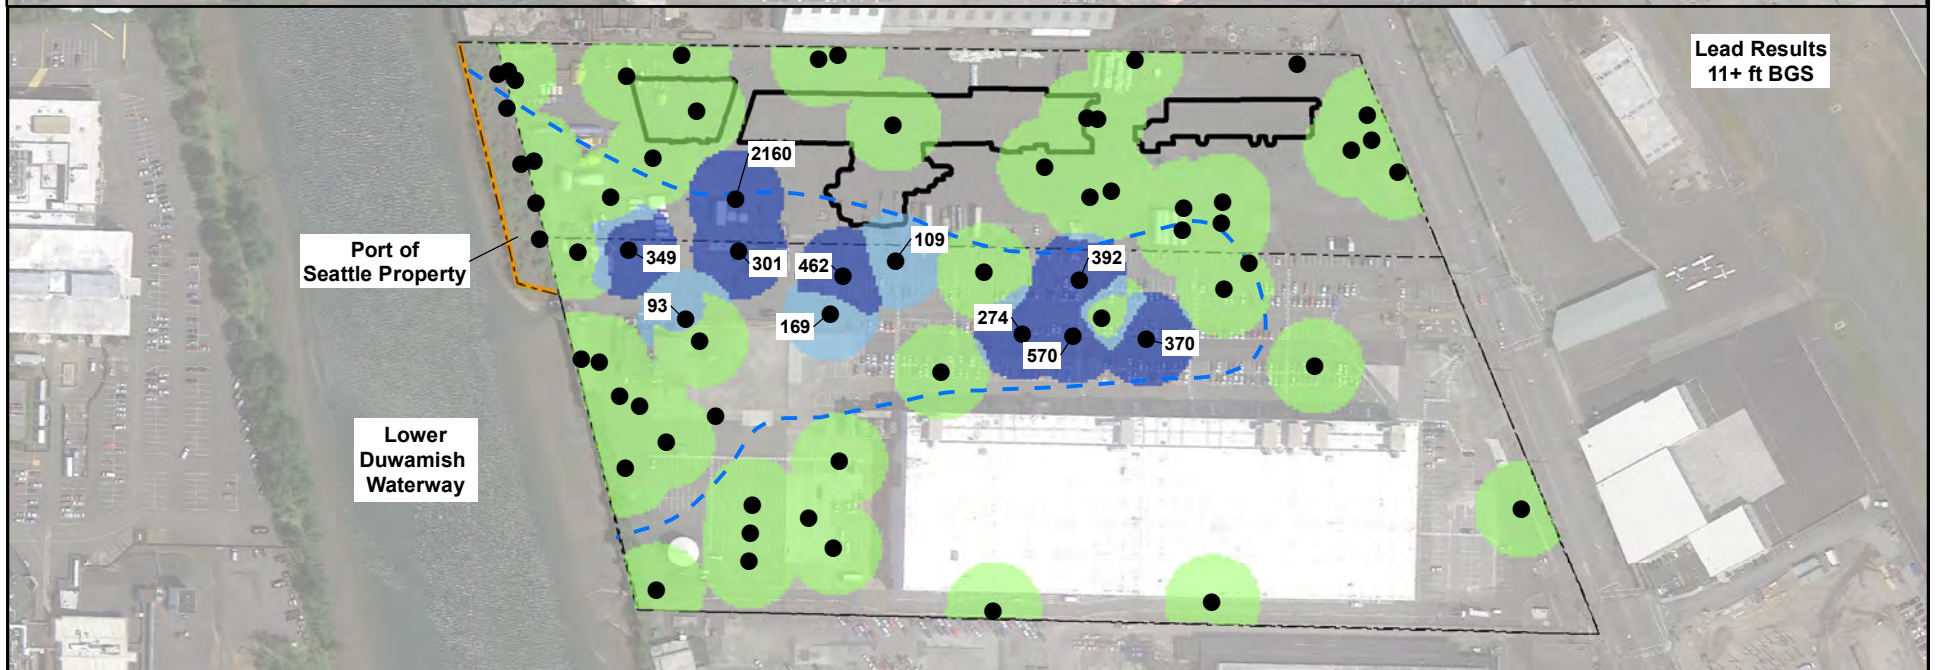 Lead Results
11+ ft BGS
2160
Port of
Seattle Property
349
301
462
109
392
93
169
274
570
370
Lower
Duwamish
Waterway